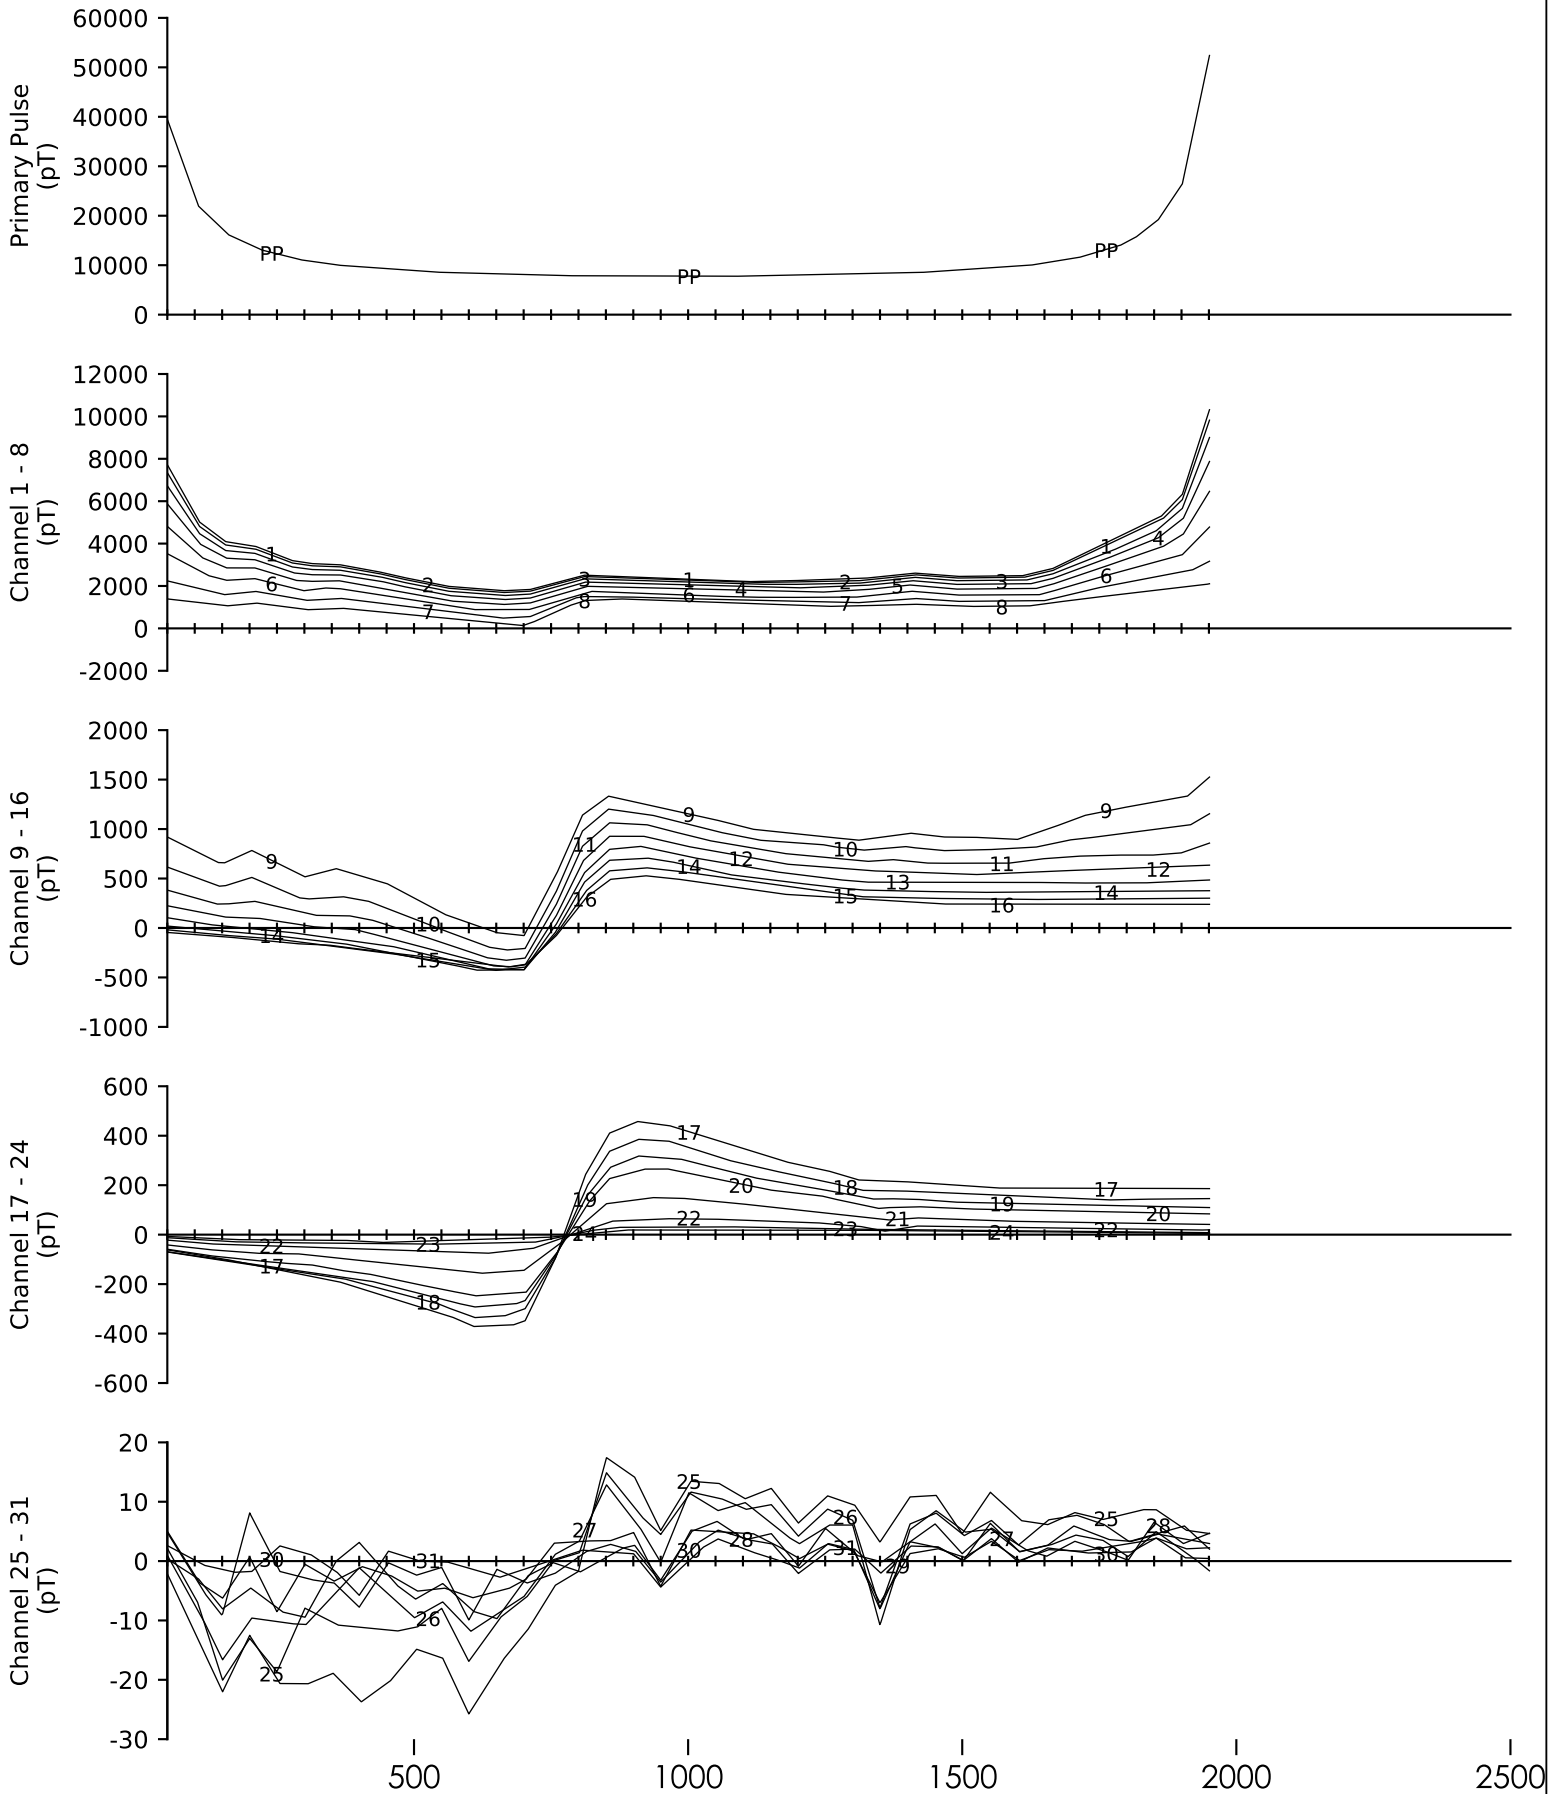 60000
50000
40000
30000
20000
10000
0
Primary Pulse
(pT)
PP PP PP
12000
10000
8000
6000
4000
2000
0
-2000
Channel 1 - 8
(pT)
1 1 4
6 2 3 1 2 3 6
7 8 6 4 7 5 8
2000
1500
1000
500
0
-500
-1000
Channel 9 - 16
(pT)
9 9 9
10 11 12 10 11 12
14 15 16 14 15 13 16 14
600
400
200
0
-200
-400
-600
Channel 17 - 24
(pT)
17 17
19 20 18 19 20
22 23 24 22 23 21 24 22
17 18
20
10
0
-10
-20
-30
Channel 25 - 31
(pT)
25 26 25
27 28 27 28
30 31 30 31 29 30
26
25
500 1000 1500 2000 2500